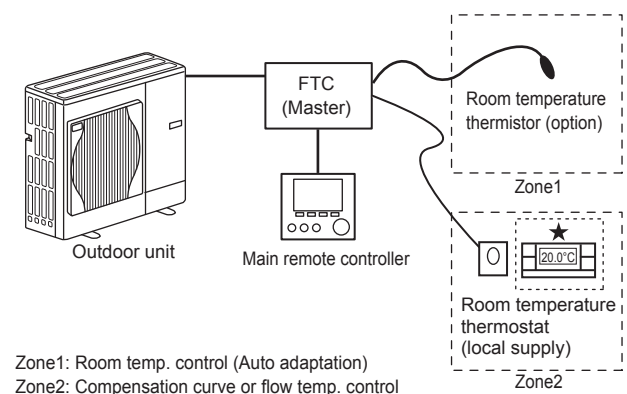 FTC
(Master)
Room temperature
thermistor (option)
Zone1
Outdoor unit
Main remote controller
20.0°C
Room temperature
thermostat
(local supply)
Zone2
Zone1: Room temp. control (Auto adaptation)
Zone2: Compensation curve or flow temp. control